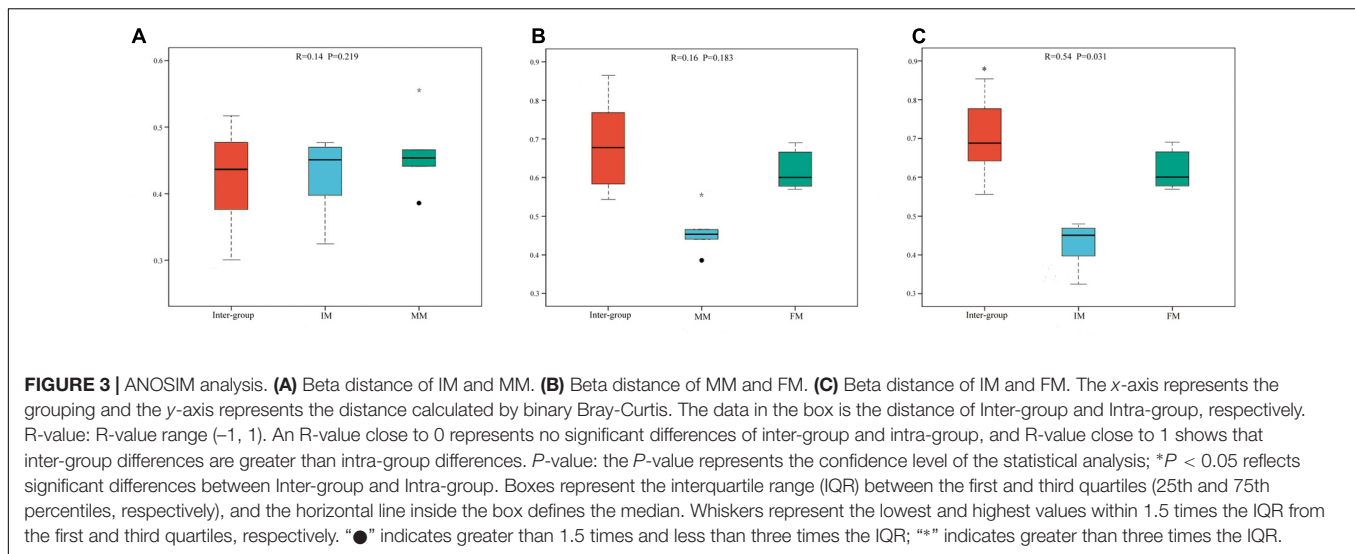 A
R=0.14 P=0.219
0.6
0.5
0.4
0.3
Inter-group IM MM
B
R=0.16 P=0.183
0.9
0.8
0.7
0.6
0.5
0.4
0.3
Inter-group MM FM
C
R=0.54 P=0.031
0.9
0.8
0.7
0.6
0.5
0.4
0.3
*
Inter-group IM FM
FIGURE 3 | ANOSIM analysis. (A) Beta distance of IM and MM. (B) Beta distance of MM and FM. (C) Beta distance of IM and FM. The x-axis represents the
grouping and the y-axis represents the distance calculated by binary Bray-Curtis. The data in the box is the distance of Inter-group and Intra-group, respectively.
R-value: R-value range (–1, 1). An R-value close to 0 represents no significant differences of inter-group and intra-group, and R-value close to 1 shows that
inter-group differences are greater than intra-group differences. P-value: the P-value represents the confidence level of the statistical analysis; *P < 0.05 reflects
significant differences between Inter-group and Intra-group. Boxes represent the interquartile range (IQR) between the first and third quartiles (25th and 75th
percentiles, respectively), and the horizontal line inside the box defines the median. Whiskers represent the lowest and highest values within 1.5 times the IQR from
the first and third quartiles, respectively. “●” indicates greater than 1.5 times and less than three times the IQR; “*” indicates greater than three times the IQR.